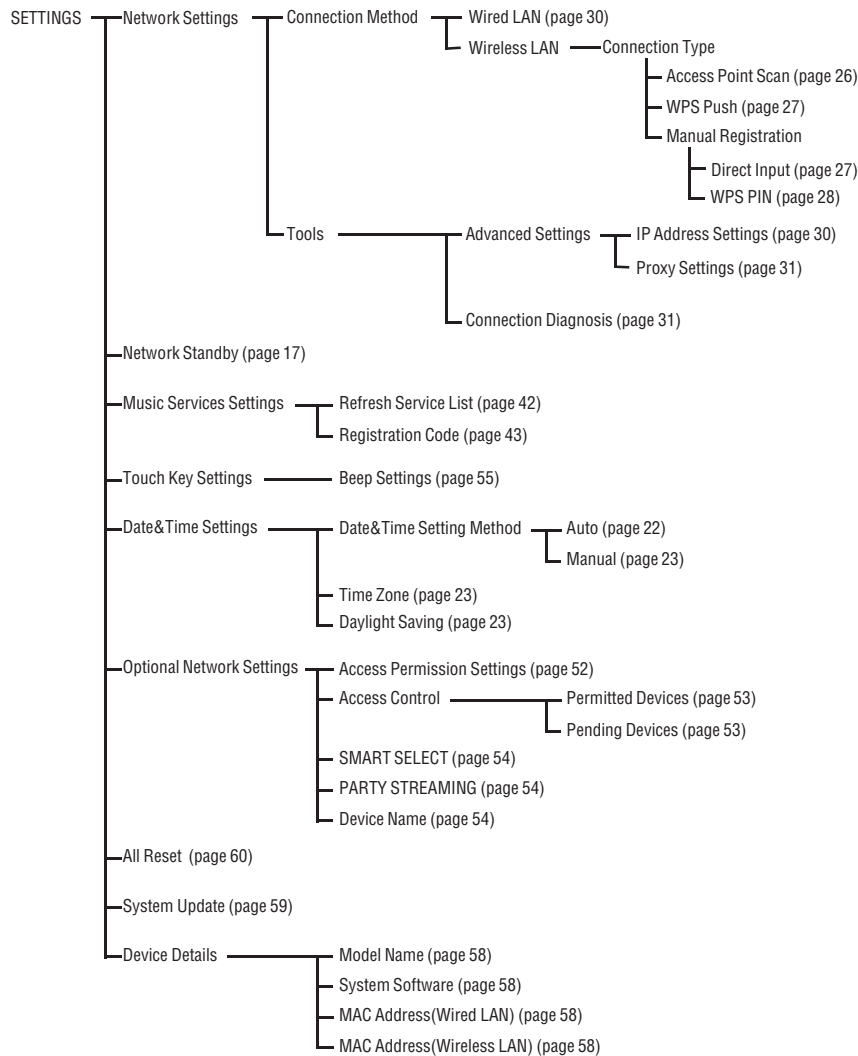 SETTINGS Network Settings Connection Method Wired LAN (page 30)
Wireless LAN Connection Type
Access Point Scan (page 26)
WPS Push (page 27)
Manual Registration
Direct Input (page 27)
WPS PIN (page 28)
Tools Advanced Settings IP Address Settings (page 30)
Proxy Settings (page 31)
Connection Diagnosis (page 31)
Network Standby (page 17)
Music Services Settings Refresh Service List (page 42)
Registration Code (page 43)
Touch Key Settings Beep Settings (page 55)
Date&Time Settings Date&Time Setting Method Auto (page 22)
Manual (page 23)
Time Zone (page 23)
Daylight Saving (page 23)
Optional Network Settings Access Permission Settings (page 52)
Access Control Permitted Devices (page 53)
Pending Devices (page 53)
SMART SELECT (page 54)
PARTY STREAMING (page 54)
Device Name (page 54)
All Reset (page 60)
System Update (page 59)
Device Details Model Name (page 58)
System Software (page 58)
MAC Address(Wired LAN) (page 58)
MAC Address(Wireless LAN) (page 58)